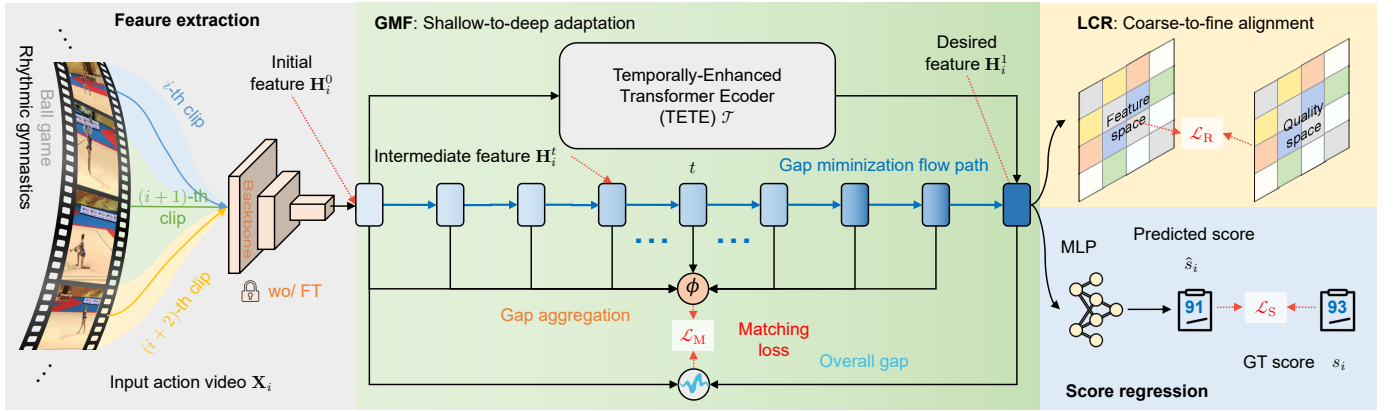 Feaure extraction
Rhythmic gymnastics
Ball game
i-th clip
(i + 1)-th
clip
(i + 2)-th clip
Backbone
wo/ FT
Input action video X_i
Initial
feature H_i^0
GMF: Shallow-to-deep adaptation
Temporally-Enhanced
Transformer Ecoder
(TETE) 𝒯
Desired
feature H_i^1
Intermediate feature H_i^t
t
Gap miminization flow path
...
...
ϕ
Gap aggregation
ℒ_M
Matching
loss
Overall gap
LCR: Coarse-to-fine alignment
Feature
space
ℒ_R
Quality
space
MLP
Predicted score
ŝ_i
91
ℒ_S
93
GT score s_i
Score regression